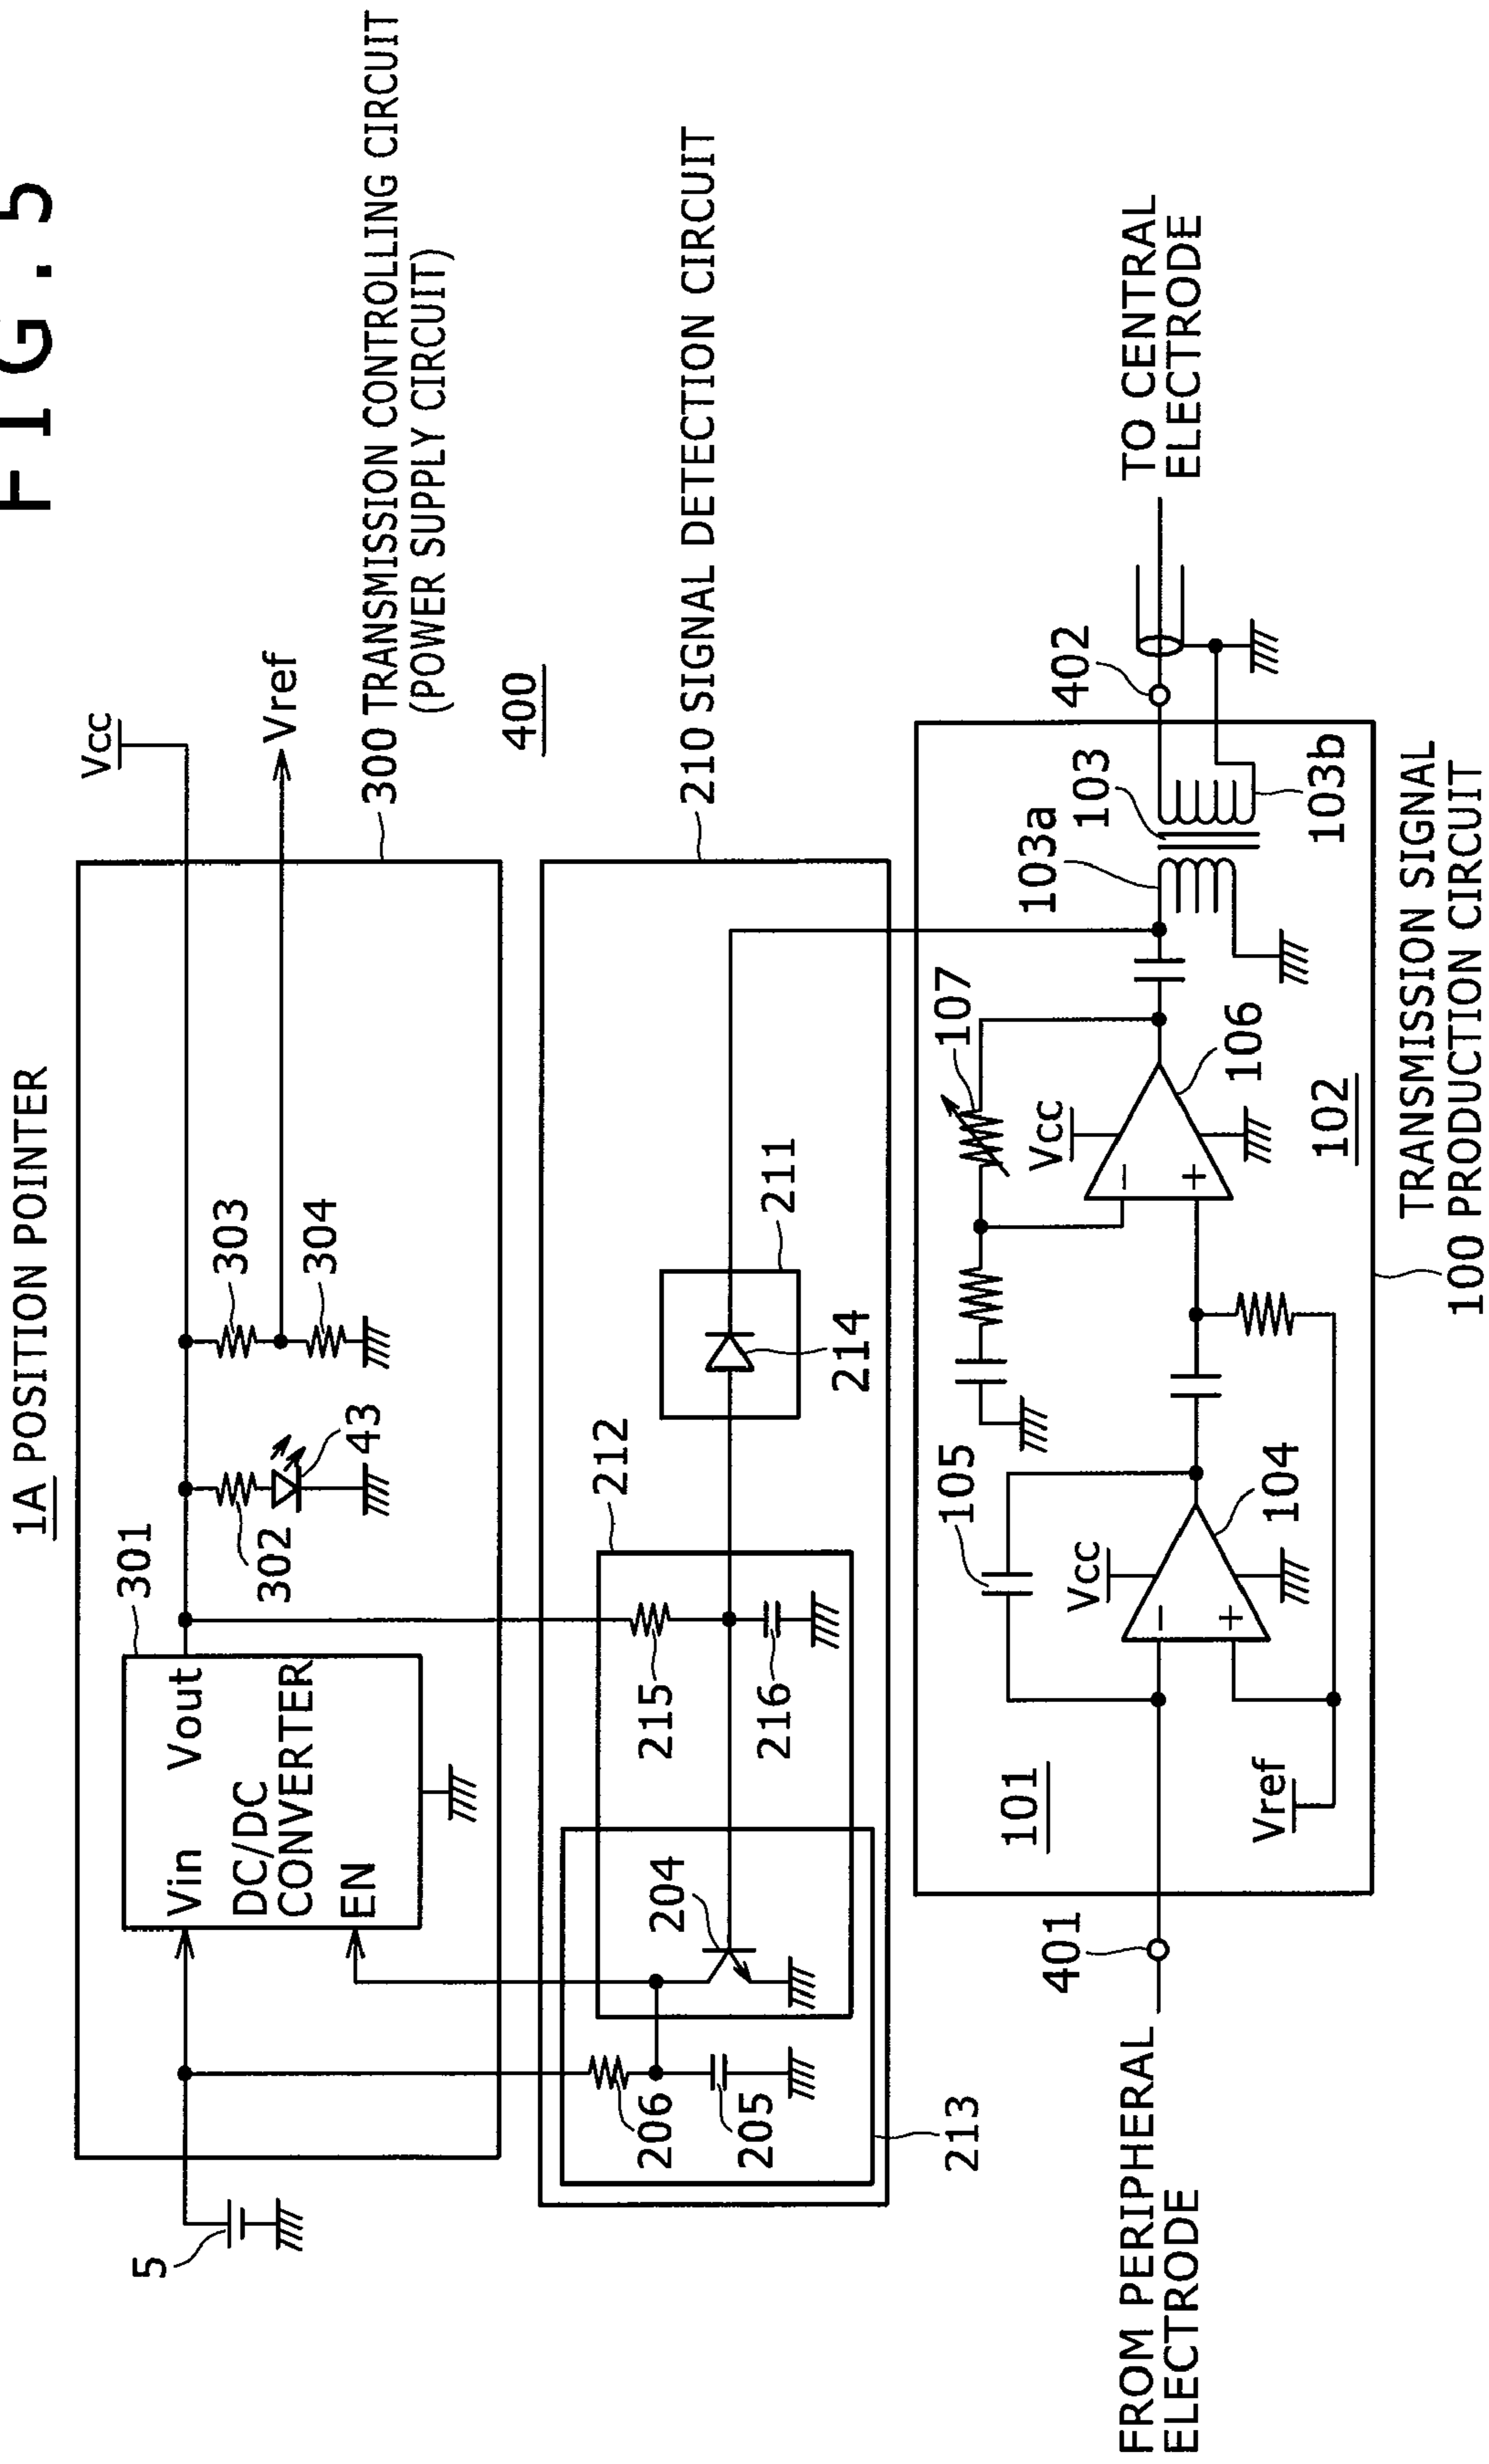 FIG. 5
1A POSITION POINTER
Vcc
Vref
300 TRANSMISSION CONTROLLING CIRCUIT
(POWER SUPPLY CIRCUIT)
400
301
Vin
Vout
DC/DC
CONVERTER
EN
302
43
303
304
5
210 SIGNAL DETECTION CIRCUIT
211
212
213
214
215
216
204
205
206
FROM PERIPHERAL
ELECTRODE
401
101
Vref
Vcc
105
104
107
Vcc
106
102
103a
103
103b
402
TO CENTRAL
ELECTRODE
TRANSMISSION SIGNAL
100 PRODUCTION CIRCUIT